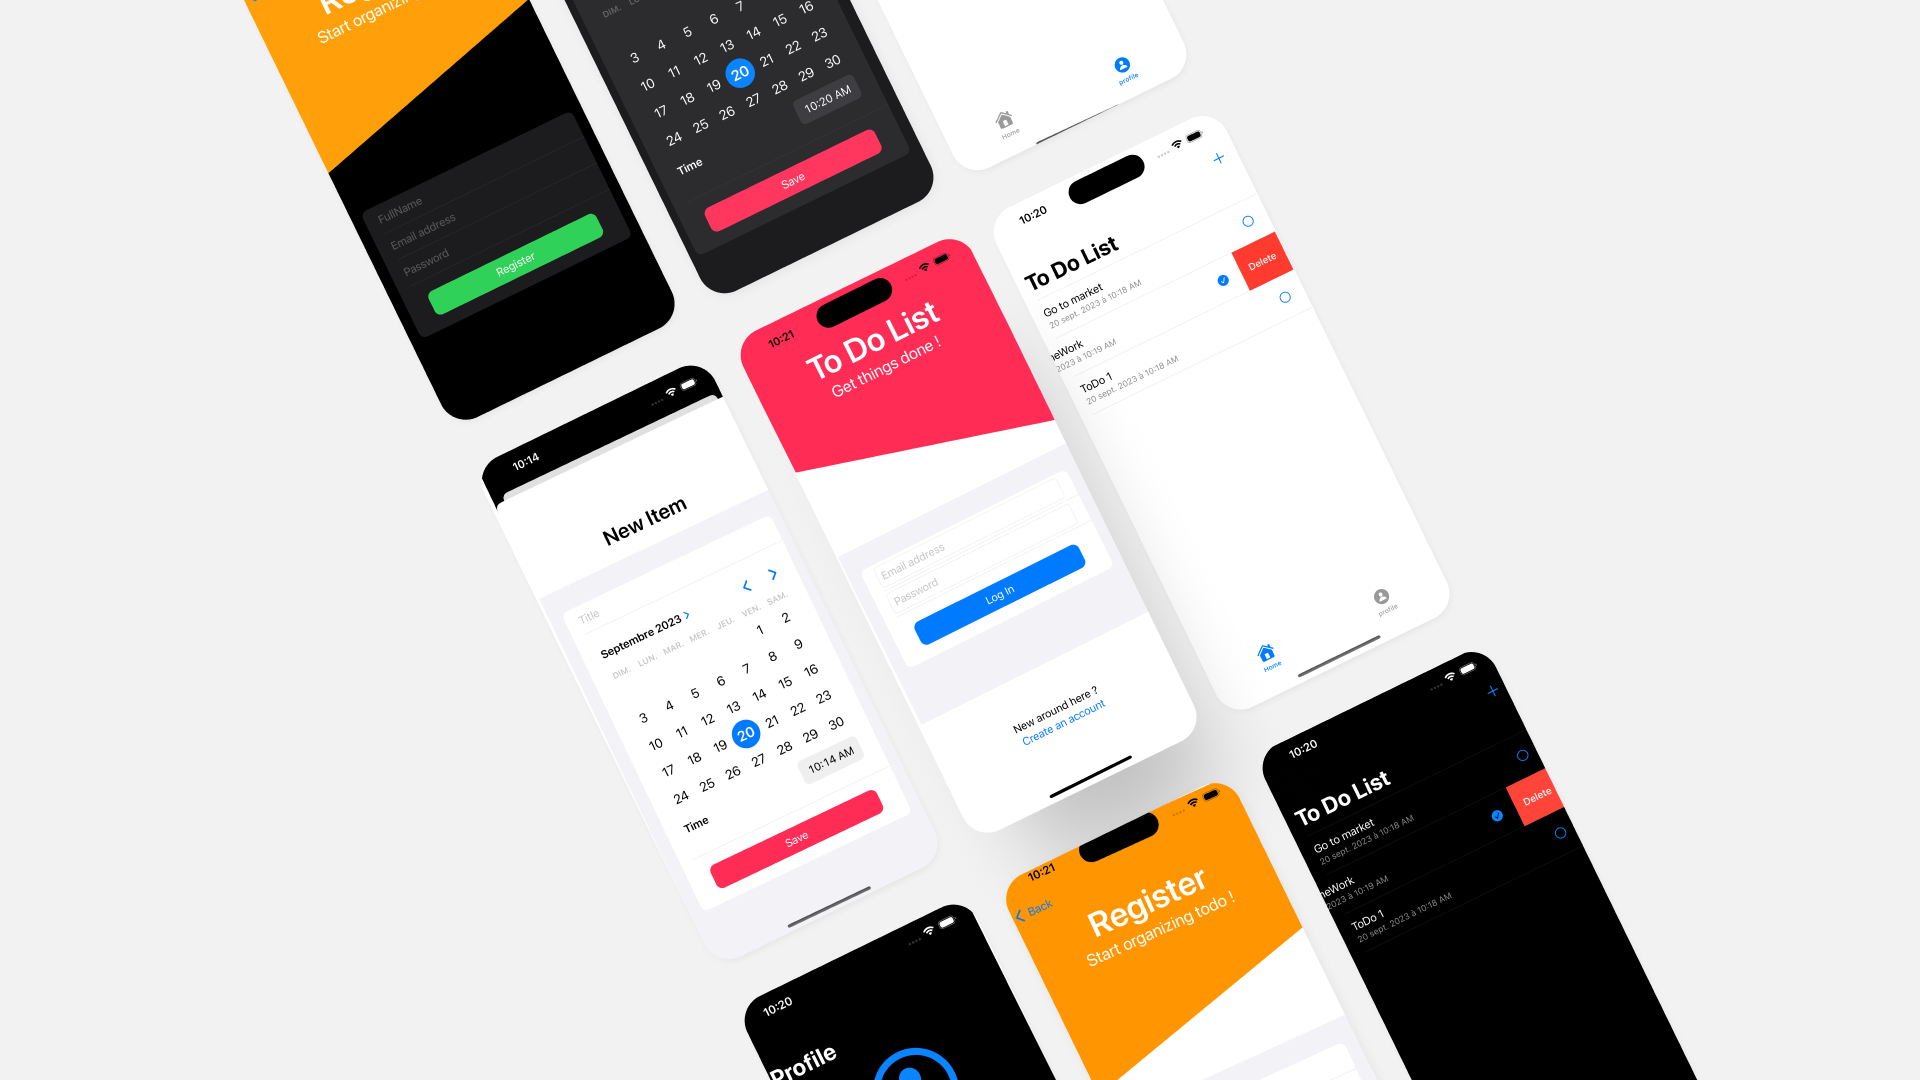 Start organizing
FullName
Email address
Password
Register
DIM.
6 7
3 4 5 15 16
10 11 12 13 14 22 23
17 18 19 20 21 29 30
24 25 26 27 28
10:20 AM
Time
Save
Home
profile
10:20
To Do List
Go to market
20 sept. 2023 à 10:18 AM
Delete
eWork
2023 à 10:19 AM
ToDo 1
20 sept. 2023 à 10:18 AM
Home
profile
10:21
To Do List
Get things done !
Email address
Password
Log In
New around here ?
Create an account
10:14
New Item
Title
Septembre 2023
DIM. LUN. MAR. MER. JEU. VEN. SAM.
1 2
3 4 5 6 7 8 9
10 11 12 13 14 15 16
17 18 19 20 21 22 23
24 25 26 27 28 29 30
Time 10:14 AM
Save
10:20
Profile
10:21
Back
Register
Start organizing todo !
10:20
To Do List
Go to market
20 sept. 2023 à 10:18 AM
Delete
eWork
2023 à 10:19 AM
ToDo 1
20 sept. 2023 à 10:18 AM